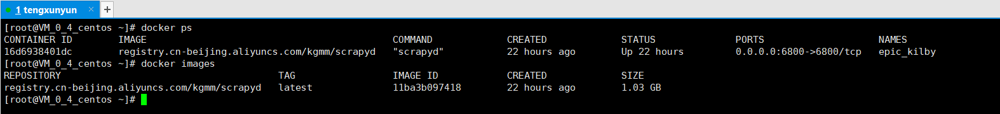 1 tengxunyun × +
[root@VM_0_4_centos ~]# docker ps
CONTAINER ID IMAGE COMMAND CREATED STATUS PORTS NAMES
16d6938401dc registry.cn-beijing.aliyuncs.com/kgmm/scrapyd "scrapyd" 22 hours ago Up 22 hours 0.0.0.0:6800->6800/tcp epic_kilby
[root@VM_0_4_centos ~]# docker images
REPOSITORY TAG IMAGE ID CREATED SIZE
registry.cn-beijing.aliyuncs.com/kgmm/scrapyd latest 11ba3b097418 22 hours ago 1.03 GB
[root@VM_0_4_centos ~]#